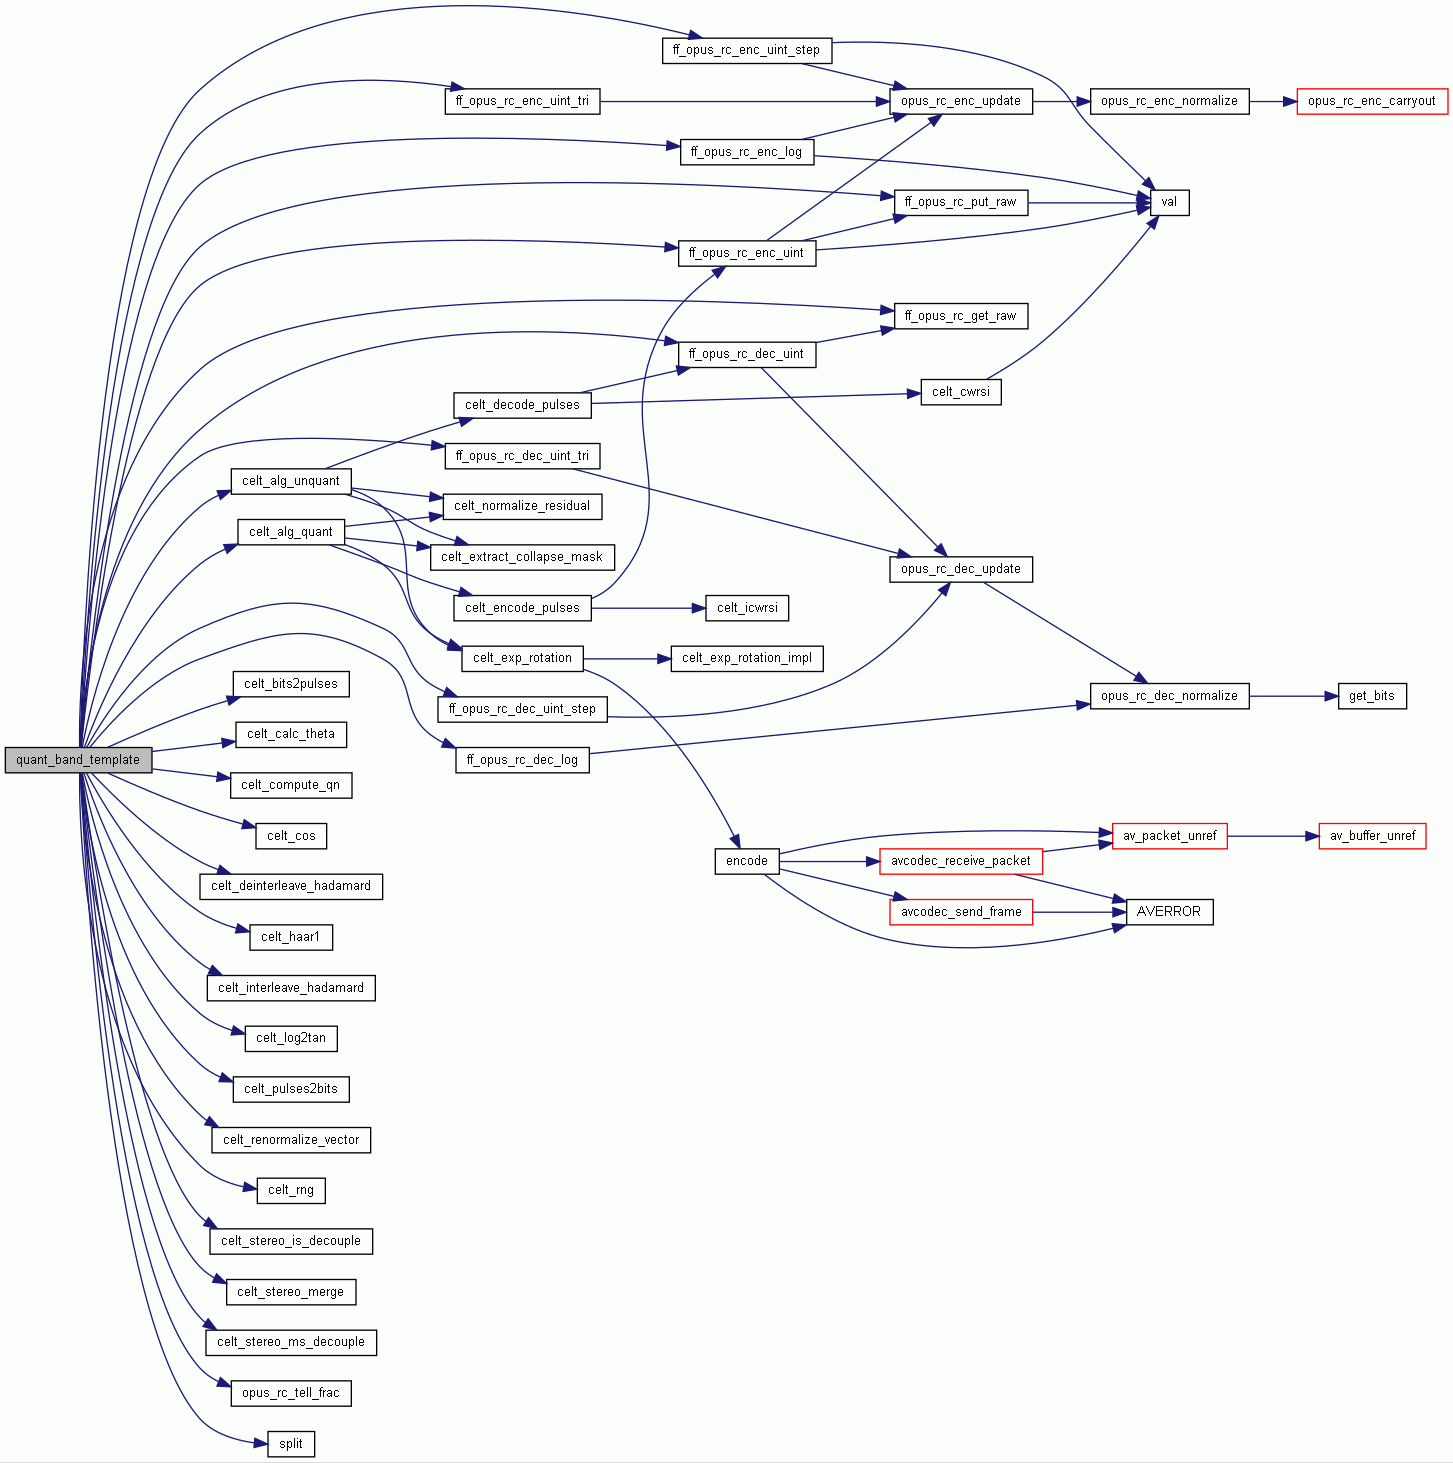 ff_opus_rc_enc_uint_step
ff_opus_rc_enc_uint_tri
opus_rc_enc_update
opus_rc_enc_normalize
opus_rc_enc_carryout
ff_opus_rc_enc_log
ff_opus_rc_put_raw
val
ff_opus_rc_enc_uint
ff_opus_rc_get_raw
ff_opus_rc_dec_uint
celt_cwrsi
celt_decode_pulses
ff_opus_rc_dec_uint_tri
celt_alg_unquant
celt_normalize_residual
celt_alg_quant
celt_extract_collapse_mask
opus_rc_dec_update
celt_encode_pulses
celt_icwrsi
celt_exp_rotation
celt_exp_rotation_impl
celt_bits2pulses
ff_opus_rc_dec_uint_step
opus_rc_dec_normalize
get_bits
celt_calc_theta
quant_band_template
ff_opus_rc_dec_log
celt_compute_qn
celt_cos
av_packet_unref
av_buffer_unref
encode
avcodec_receive_packet
celt_deinterleave_hadamard
avcodec_send_frame
AVERROR
celt_haar1
celt_interleave_hadamard
celt_log2tan
celt_pulses2bits
celt_renormalize_vector
celt_rng
celt_stereo_is_decouple
celt_stereo_merge
celt_stereo_ms_decouple
opus_rc_tell_frac
split